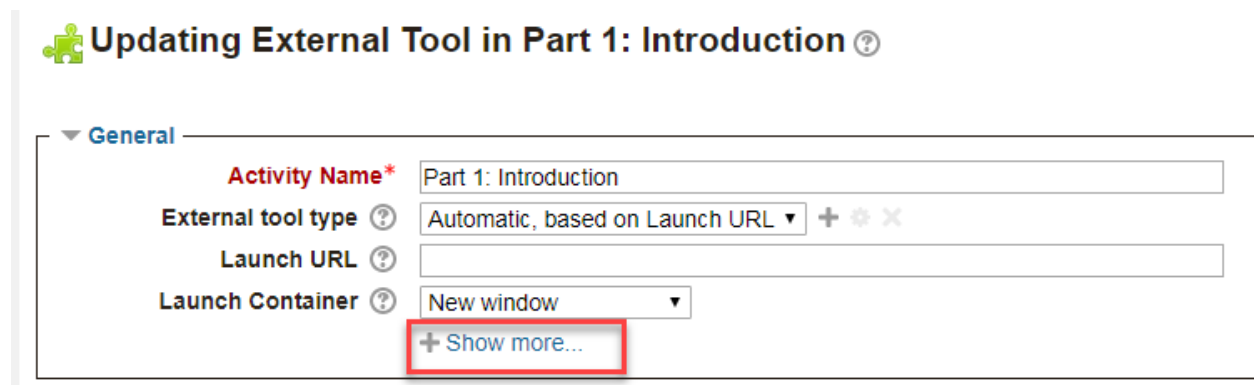 Updating External Tool in Part 1: Introduction ?
General
Activity Name* Part 1: Introduction
External tool type ? Automatic, based on Launch URL
Launch URL ?
Launch Container ? New window
+ Show more...